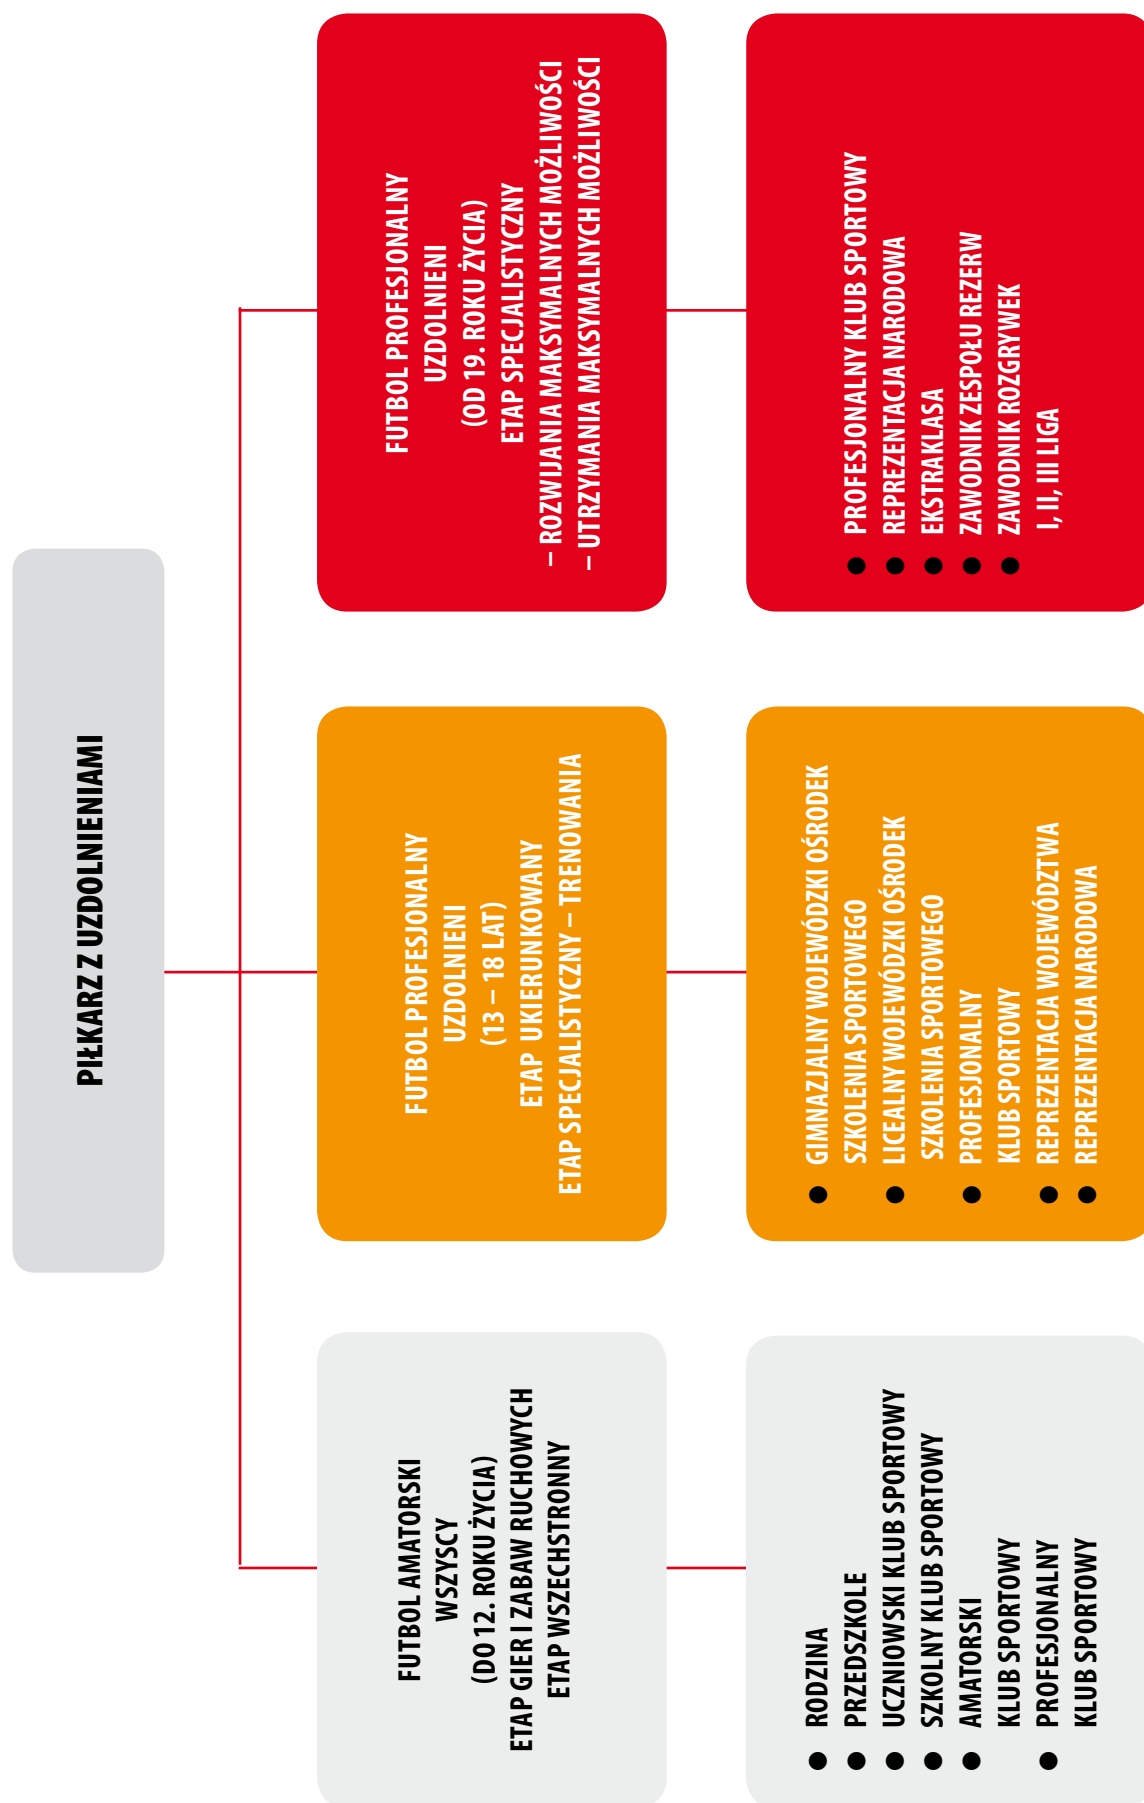 PIŁKARZ Z UZDOLNIENIAMI
FUTBOL AMATORSKI
WSZYSCY
(DO 12. ROKU ŻYCIA)
ETAP GIER I ZABAW RUCHOWYCH
ETAP WSZECHSTRONNY
● RODZINA
● PRZEDSZKOLE
● UCZNIOWSKI KLUB SPORTOWY
● SZKOLNY KLUB SPORTOWY
● AMATORSKI
KLUB SPORTOWY
● PROFESJONALNY
KLUB SPORTOWY
FUTBOL PROFESJONALNY
UZDOLNIENI
(13 – 18 LAT)
ETAP UKIERUNKOWANY
ETAP SPECJALISTYCZNY – TRENOWANIA
● GIMNAZJALNY WOJEWÓDZKI OŚRODEK
SZKOLENIA SPORTOWEGO
● LICEALNY WOJEWÓDZKI OŚRODEK
SZKOLENIA SPORTOWEGO
● PROFESJONALNY
KLUB SPORTOWY
● REPREZENTACJA WOJEWÓDZTWA
● REPREZENTACJA NARODOWA
FUTBOL PROFESJONALNY
UZDOLNIENI
(OD 19. ROKU ŻYCIA)
ETAP SPECJALISTYCZNY
– ROZWIJANIA MAKSYMALNYCH MOŻLIWOŚCI
– UTRZYMANIA MAKSYMALNYCH MOŻLIWOŚCI
● PROFESJONALNY KLUB SPORTOWY
● REPREZENTACJA NARODOWA
● EKSTRAKLASA
● ZAWODNIK ZESPOŁU REZERW
● ZAWODNIK ROZGRYWEK
I, II, III LIGA